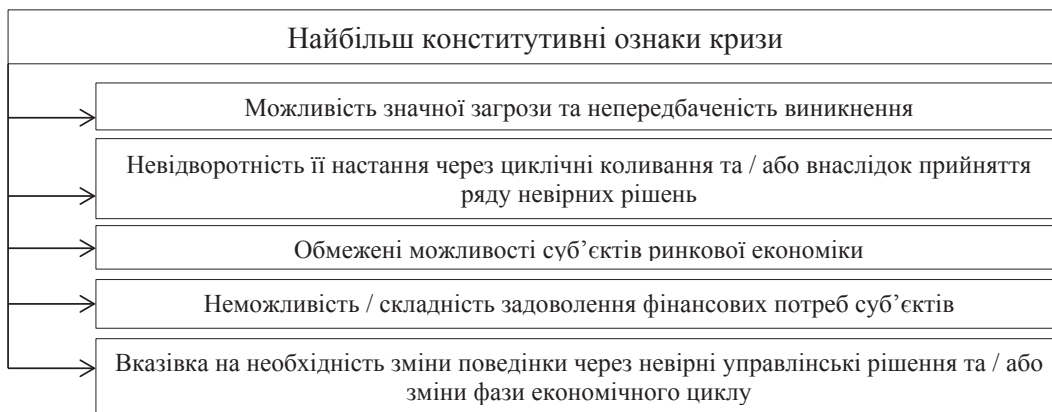 Найбільш конститутивні ознаки кризи
Можливість значної загрози та непередбаченість виникнення
Невідворотність її настання через циклічні коливання та / або внаслідок прийняття
ряду невірних рішень
Обмежені можливості суб’єктів ринкової економіки
Неможливість / складність задоволення фінансових потреб суб’єктів
Вказівка на необхідність зміни поведінки через невірні управлінські рішення та / або
зміни фази економічного циклу